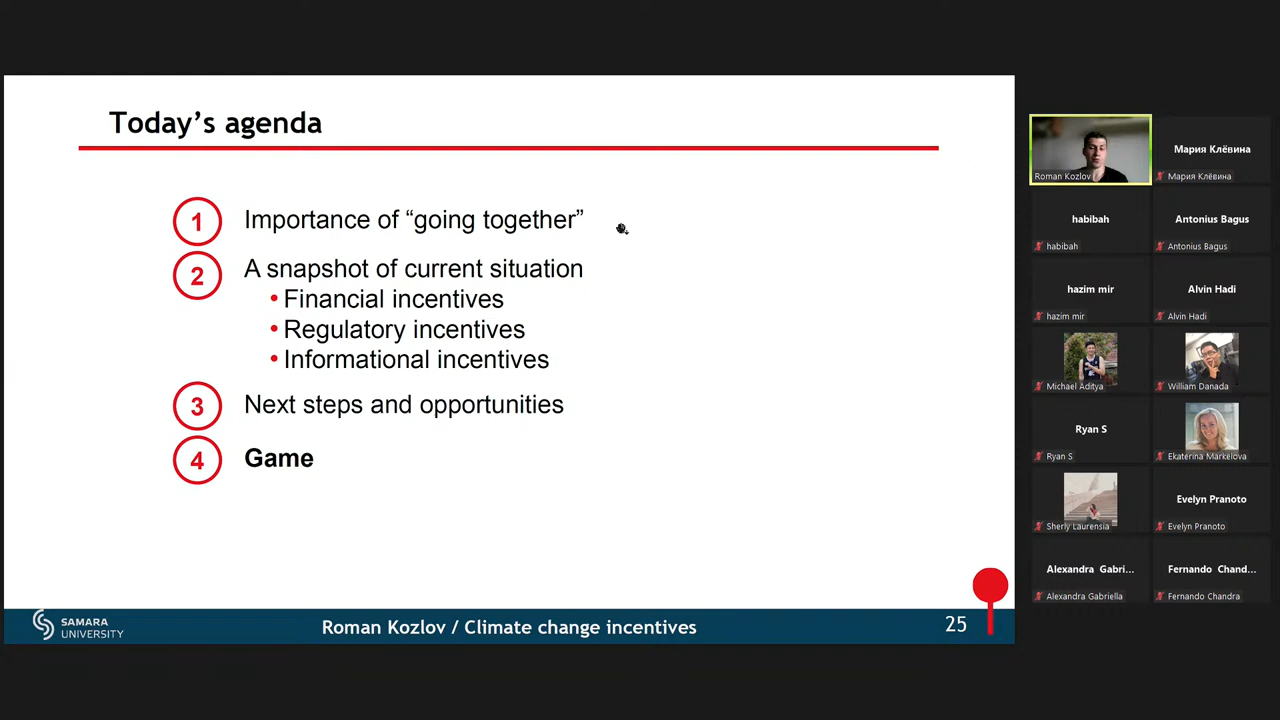 Today’s agenda
1
Importance of “going together”
2
A snapshot of current situation
• Financial incentives
• Regulatory incentives
• Informational incentives
3
Next steps and opportunities
4
Game
SAMARA
UNIVERSITY
Roman Kozlov / Climate change incentives
25
Roman Kozlov
Мария Клёвина
Мария Клёвина
habibah
habibah
Antonius Bagus
Antonius Bagus
hazim mir
hazim mir
Alvin Hadi
Alvin Hadi
Michael Aditya
William Danada
Ryan S
Ryan S
Ekaterina Markelova
Sherly Laurensia
Evelyn Pranoto
Evelyn Pranoto
Alexandra Gabri...
Alexandra Gabriella
Fernando Chand...
Fernando Chandra